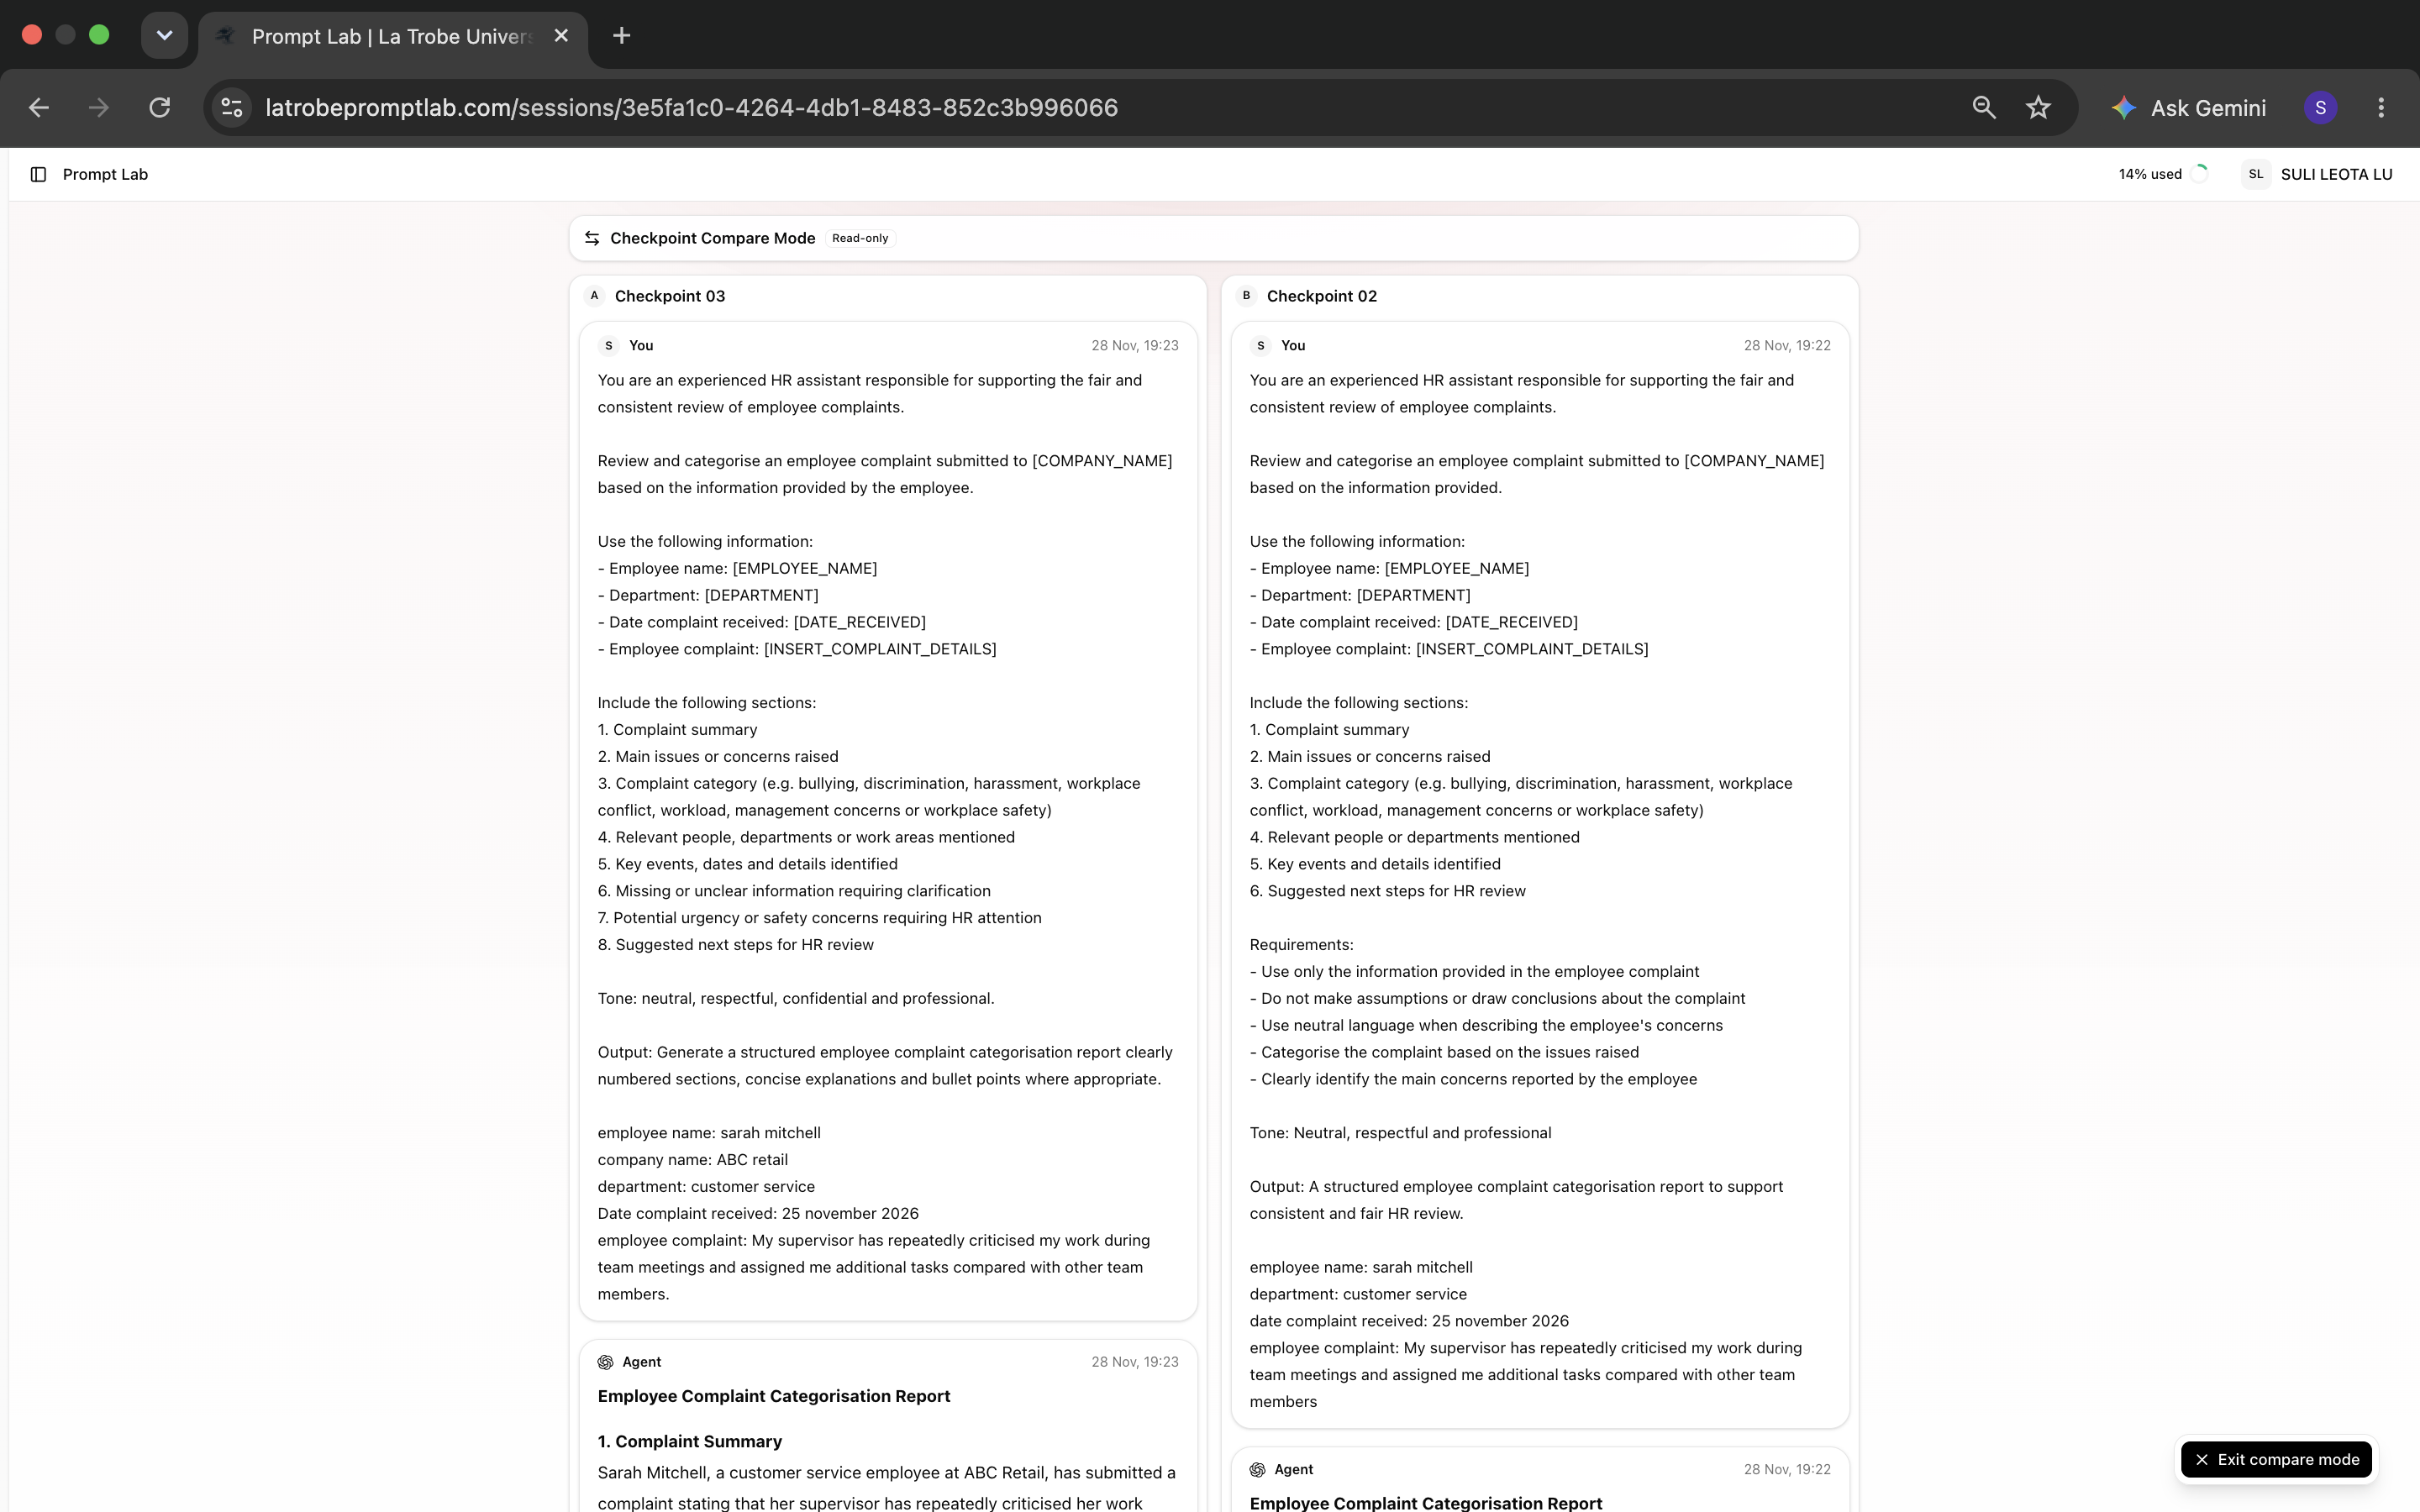 Prompt Lab | La Trobe Univers
latrobepromptlab.com/sessions/3e5fa1c0-4264-4db1-8483-852c3b996066
Ask Gemini
S
Prompt Lab
14% used
SL
SULI LEOTA LU
Checkpoint Compare Mode
Read-only
A
Checkpoint 03
S
You
28 Nov, 19:23
You are an experienced HR assistant responsible for supporting the fair and
consistent review of employee complaints.
Review and categorise an employee complaint submitted to [COMPANY_NAME]
based on the information provided by the employee.
Use the following information:
- Employee name: [EMPLOYEE_NAME]
- Department: [DEPARTMENT]
- Date complaint received: [DATE_RECEIVED]
- Employee complaint: [INSERT_COMPLAINT_DETAILS]
Include the following sections:
1. Complaint summary
2. Main issues or concerns raised
3. Complaint category (e.g. bullying, discrimination, harassment, workplace
conflict, workload, management concerns or workplace safety)
4. Relevant people, departments or work areas mentioned
5. Key events, dates and details identified
6. Missing or unclear information requiring clarification
7. Potential urgency or safety concerns requiring HR attention
8. Suggested next steps for HR review
Tone: neutral, respectful, confidential and professional.
Output: Generate a structured employee complaint categorisation report clearly
numbered sections, concise explanations and bullet points where appropriate.
employee name: sarah mitchell
company name: ABC retail
department: customer service
Date complaint received: 25 november 2026
employee complaint: My supervisor has repeatedly criticised my work during
team meetings and assigned me additional tasks compared with other team
members.
Agent
28 Nov, 19:23
Employee Complaint Categorisation Report
1. Complaint Summary
Sarah Mitchell, a customer service employee at ABC Retail, has submitted a
complaint stating that her supervisor has repeatedly criticised her work
B
Checkpoint 02
S
You
28 Nov, 19:22
You are an experienced HR assistant responsible for supporting the fair and
consistent review of employee complaints.
Review and categorise an employee complaint submitted to [COMPANY_NAME]
based on the information provided.
Use the following information:
- Employee name: [EMPLOYEE_NAME]
- Department: [DEPARTMENT]
- Date complaint received: [DATE_RECEIVED]
- Employee complaint: [INSERT_COMPLAINT_DETAILS]
Include the following sections:
1. Complaint summary
2. Main issues or concerns raised
3. Complaint category (e.g. bullying, discrimination, harassment, workplace
conflict, workload, management concerns or workplace safety)
4. Relevant people or departments mentioned
5. Key events and details identified
6. Suggested next steps for HR review
Requirements:
- Use only the information provided in the employee complaint
- Do not make assumptions or draw conclusions about the complaint
- Use neutral language when describing the employee's concerns
- Categorise the complaint based on the issues raised
- Clearly identify the main concerns reported by the employee
Tone: Neutral, respectful and professional
Output: A structured employee complaint categorisation report to support
consistent and fair HR review.
employee name: sarah mitchell
department: customer service
date complaint received: 25 november 2026
employee complaint: My supervisor has repeatedly criticised my work during
team meetings and assigned me additional tasks compared with other team
members
Agent
28 Nov, 19:22
Employee Complaint Categorisation Report
Exit compare mode